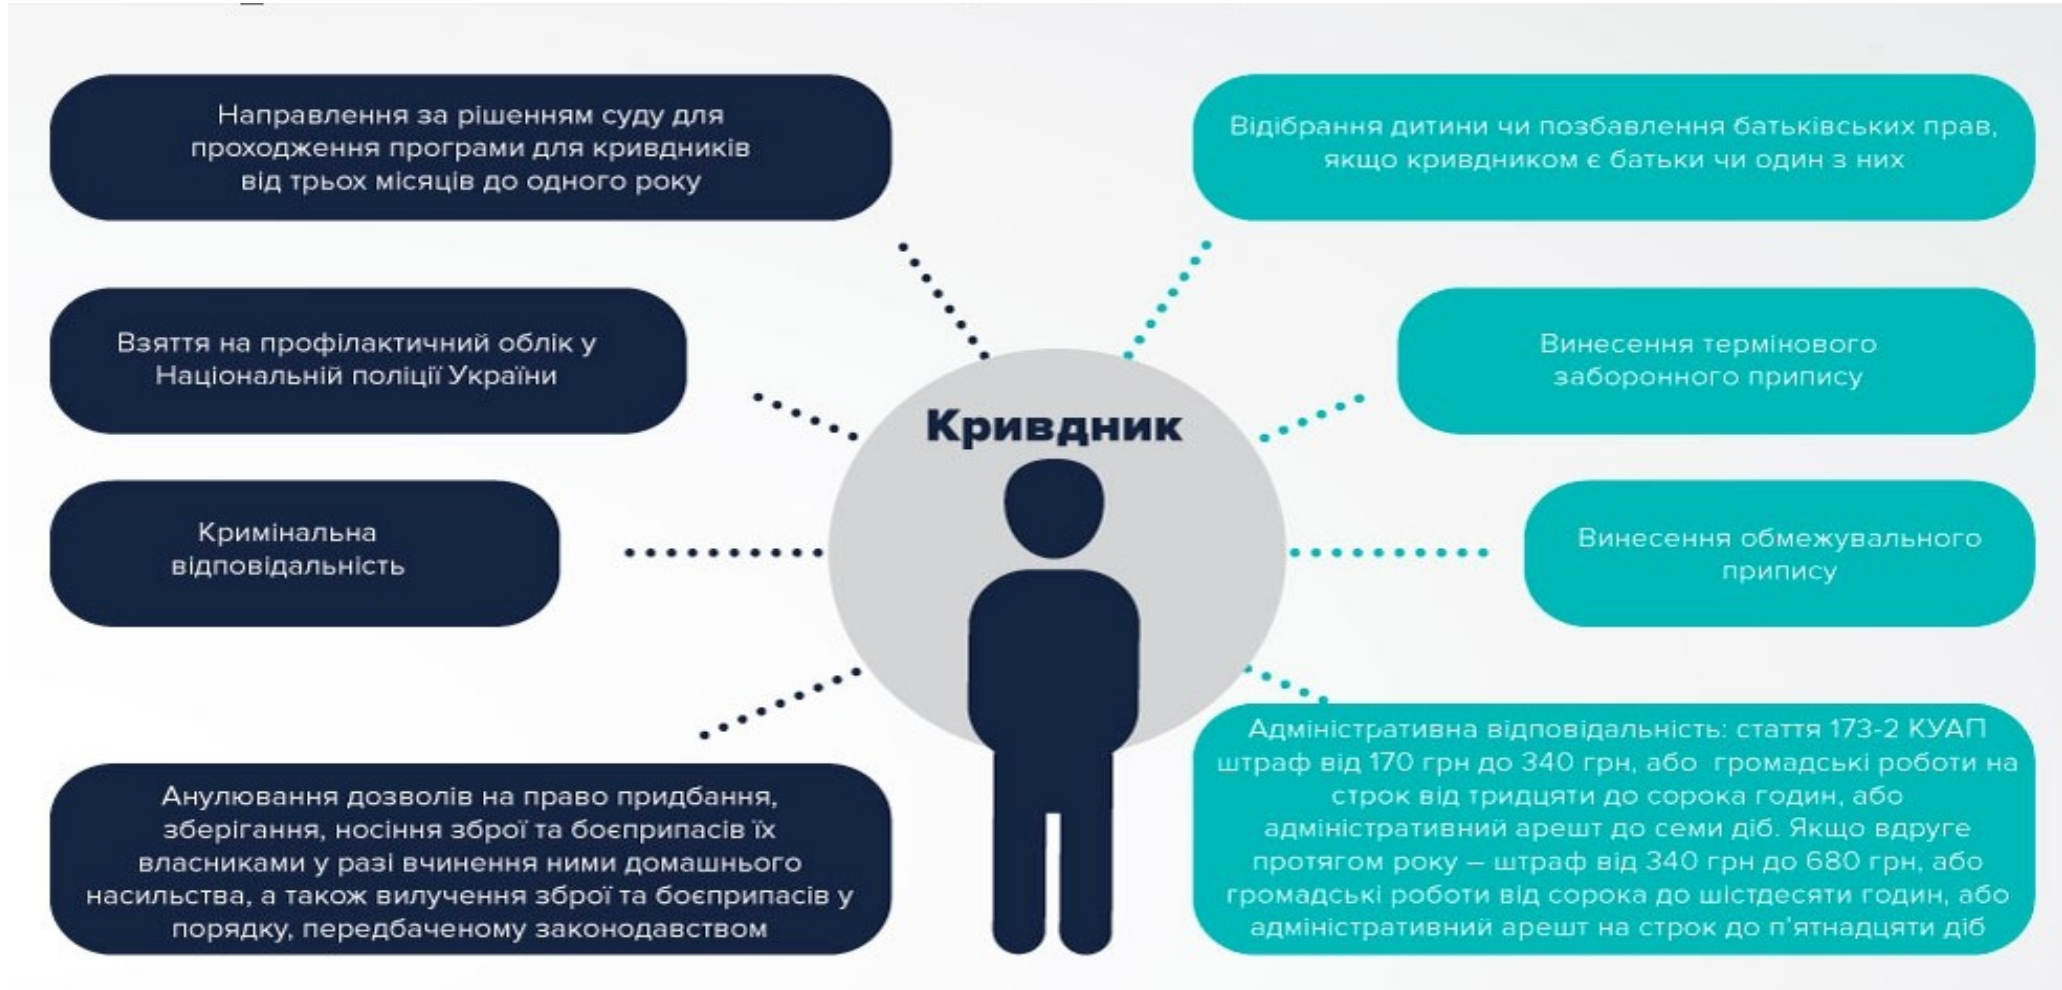 Направлення за рішенням суду для
проходження програми для кривдників
від трьох місяців до одного року
Взяття на профілактичний облік у
Національній поліції України
Кримінальна
відповідальність
Анулювання дозволів на право придбання,
зберігання, носіння зброї та боєприпасів їх
власниками у разі вчинення ними домашнього
насильства, а також вилучення зброї та боєприпасів у
порядку, передбаченому законодавством
Кривдник
Відібрання дитини чи позбавлення батьківських прав,
якщо кривдником є батьки чи один з них
Винесення термінового
заборонного припису
Винесення обмежувального
припису
Адміністративна відповідальність: стаття 173-2 КУАП
штраф від 170 грн до 340 грн, або громадські роботи на
строк від тридцяти до сорока годин, або
адміністративний арешт до семи діб. Якщо вдруге
протягом року – штраф від 340 грн до 680 грн, або
громадські роботи від сорока до шістдесяти годин, або
адміністративний арешт на строк до п'ятнадцяти діб